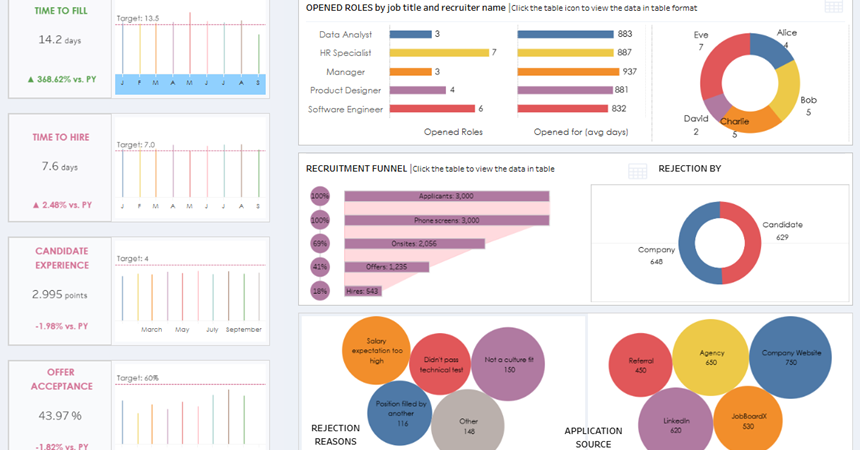 TIME TO FILL
14.2 days
▲ 368.62% vs. PY
Target: 13.5
J F M A M J J A S
TIME TO HIRE
7.6 days
▲ 2.48% vs. PY
Target: 7.0
J F M A M J J A S
CANDIDATE
EXPERIENCE
2.995 points
-1.98% vs. PY
Target: 4
March May July September
OFFER
ACCEPTANCE
43.97 %
-1.82% vs. PY
Target: 60%
OPENED ROLES by job title and recruiter name |Click the table icon to view the data in table format
Data Analyst 3 883
HR Specialist 7 887
Manager 3 937
Product Designer 4 881
Software Engineer 6 832
Opened Roles Opened for (avg days)
Eve
7
Alice
4
Bob
5
Charlie
5
David
2
RECRUITMENT FUNNEL |Click the table to view the data in table
100% Applicants: 3,000
100% Phone screens: 3,000
69% Onsites: 2,056
41% Offers: 1,235
18% Hires: 543
REJECTION BY
Candidate
629
Company
648
Salary
expectation too
high
Didn't pass
technical test
Not a culture fit
150
Position filled by
another
116
Other
148
REJECTION
REASONS
Referral
450
Agency
650
Company Website
750
LinkedIn
620
JobBoardX
530
APPLICATION
SOURCE